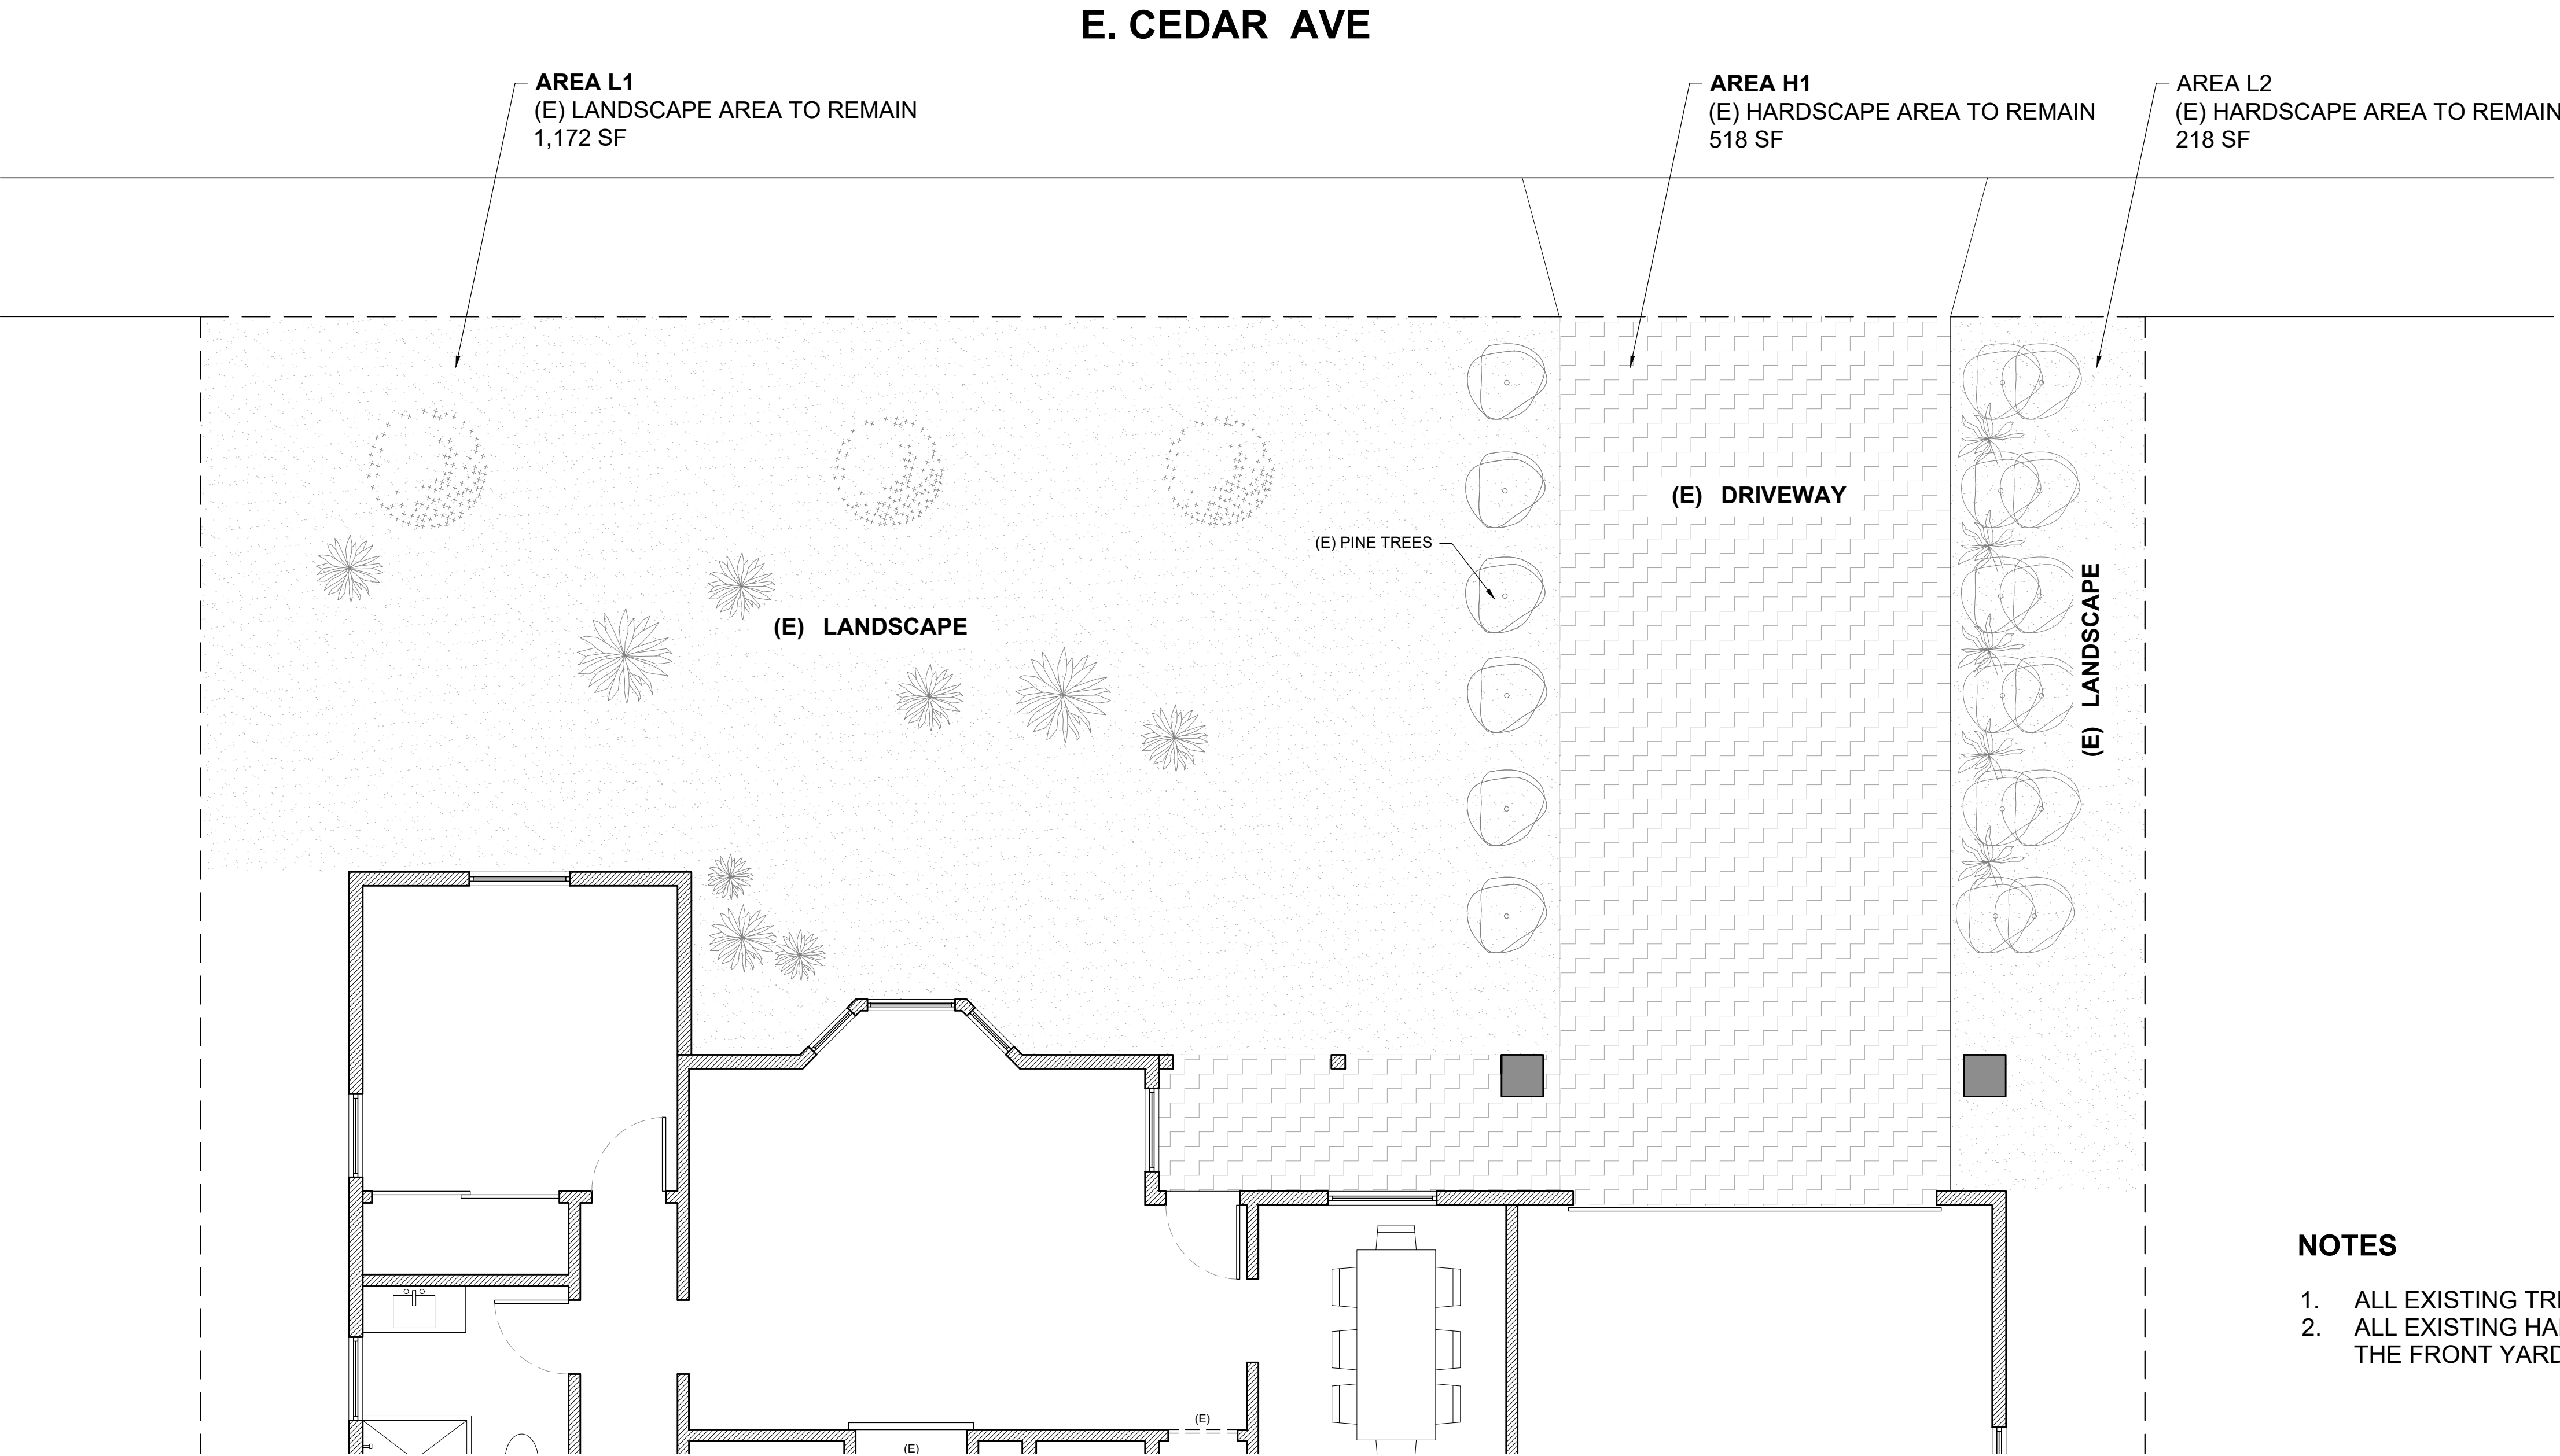 E. CEDAR AVE
AREA L1
(E) LANDSCAPE AREA TO REMAIN
1,172 SF
AREA H1
(E) HARDSCAPE AREA TO REMAIN
518 SF
AREA L2
(E) HARDSCAPE AREA TO REMAIN
218 SF
(E) DRIVEWAY
(E) PINE TREES
(E) LANDSCAPE
(E) LANDSCAPE
NOTES
1. ALL EXISTING
2. ALL EXISTING
THE FRONT YARD
(E)
(E)